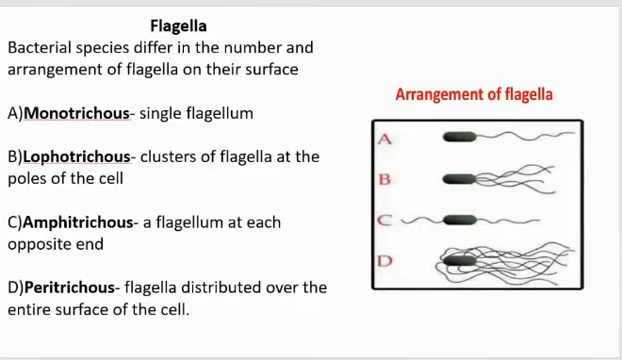 Flagella
Bacterial species differ in the number and
arrangement of flagella on their surface
A)Monotrichous- single flagellum
B)Lophotrichous- clusters of flagella at the
poles of the cell
C)Amphitrichous- a flagellum at each
opposite end
D)Peritrichous- flagella distributed over the
entire surface of the cell.
Arrangement of flagella
A
B
C
D